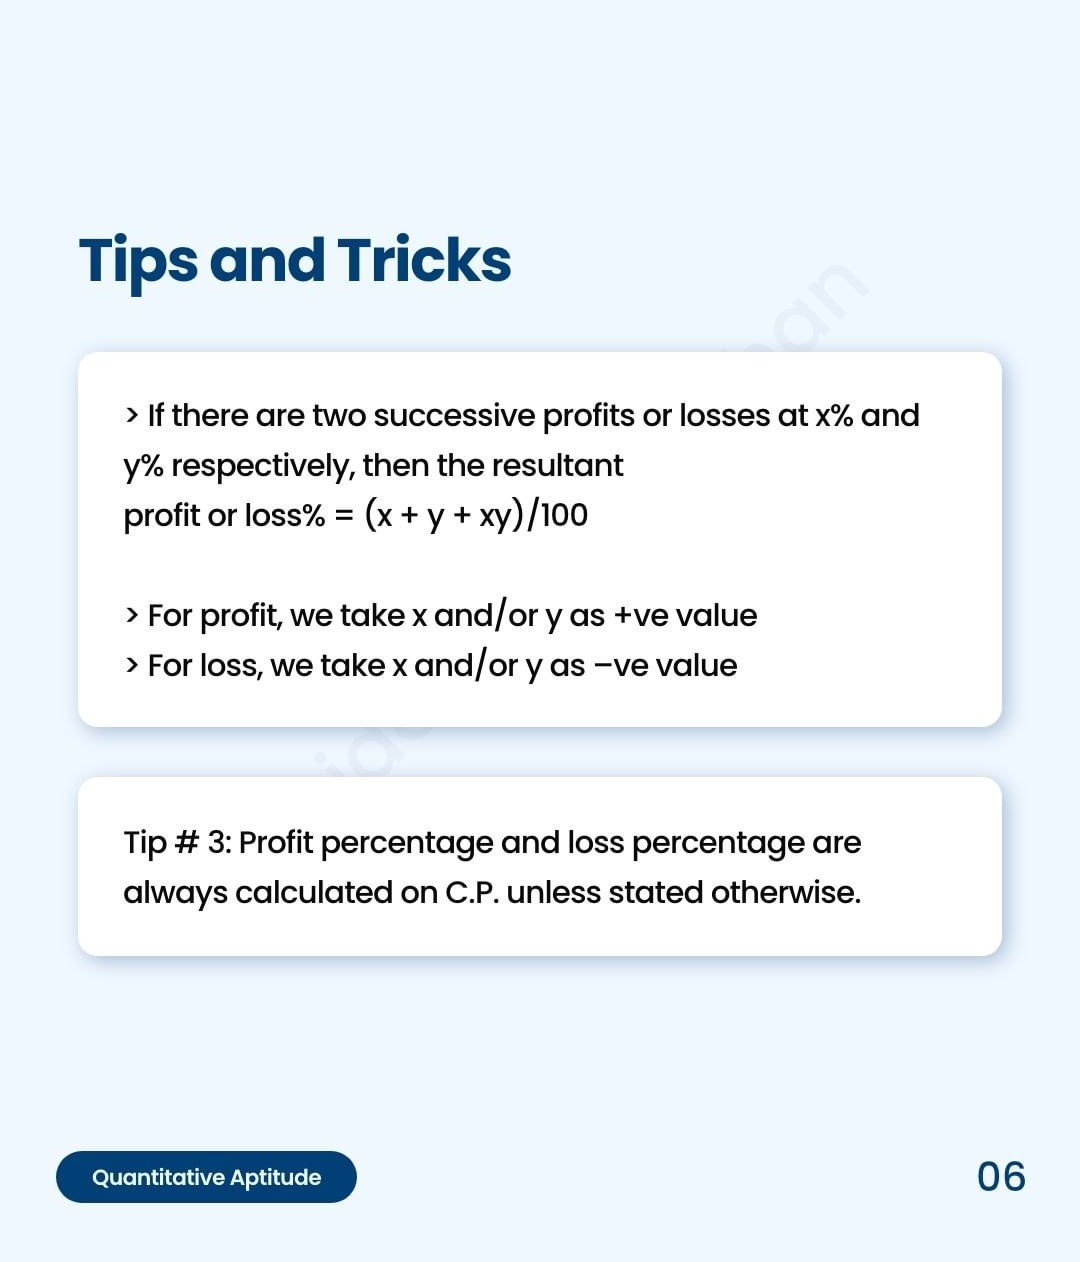 Tips and Tricks
> If there are two successive profits or losses at x% and
y% respectively, then the resultant
profit or loss% = (x + y + xy)/100
> For profit, we take x and/or y as +ve value
> For loss, we take x and/or y as –ve value
Tip # 3: Profit percentage and loss percentage are
always calculated on C.P. unless stated otherwise.
Quantitative Aptitude
06